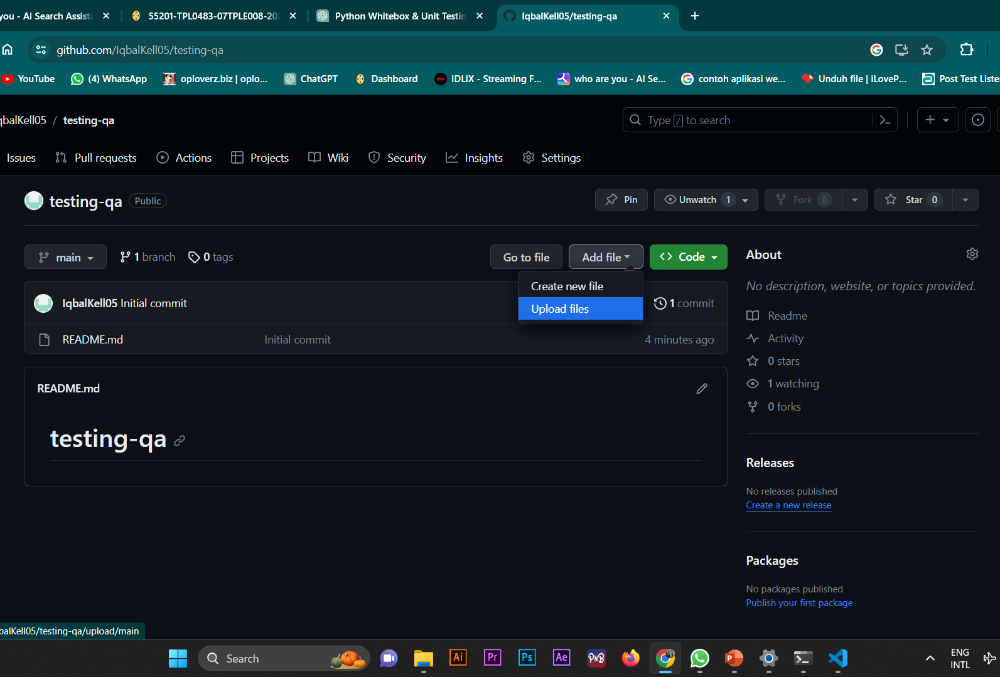 you - AI Search Assista
55201-TPL0483-07TPLE008-202
Python Whitebox & Unit Testin
IqbalKell05/testing-qa
github.com/IqbalKell05/testing-qa
YouTube
(4) WhatsApp
oploverz.biz | oplo...
ChatGPT
Dashboard
IDLIX - Streaming F...
who are you - AI Se...
contoh aplikasi we...
Unduh file | iLoveP...
Post Test Liste
qbalKell05 / testing-qa
Type / to search
Issues
Pull requests
Actions
Projects
Wiki
Security
Insights
Settings
testing-qa
Public
Pin
Unwatch 1
Fork 0
Star 0
main
1 branch
0 tags
Go to file
Add file
Code
Create new file
Upload files
IqbalKell05 Initial commit
1 commit
README.md
Initial commit
4 minutes ago
README.md
testing-qa
About
No description, website, or topics provided.
Readme
Activity
0 stars
1 watching
0 forks
Releases
No releases published
Create a new release
Packages
No packages published
Publish your first package
balKell05/testing-qa/upload/main
Search
Ai
Pr
Ps
Ae
PNB
P
ENG
INTL